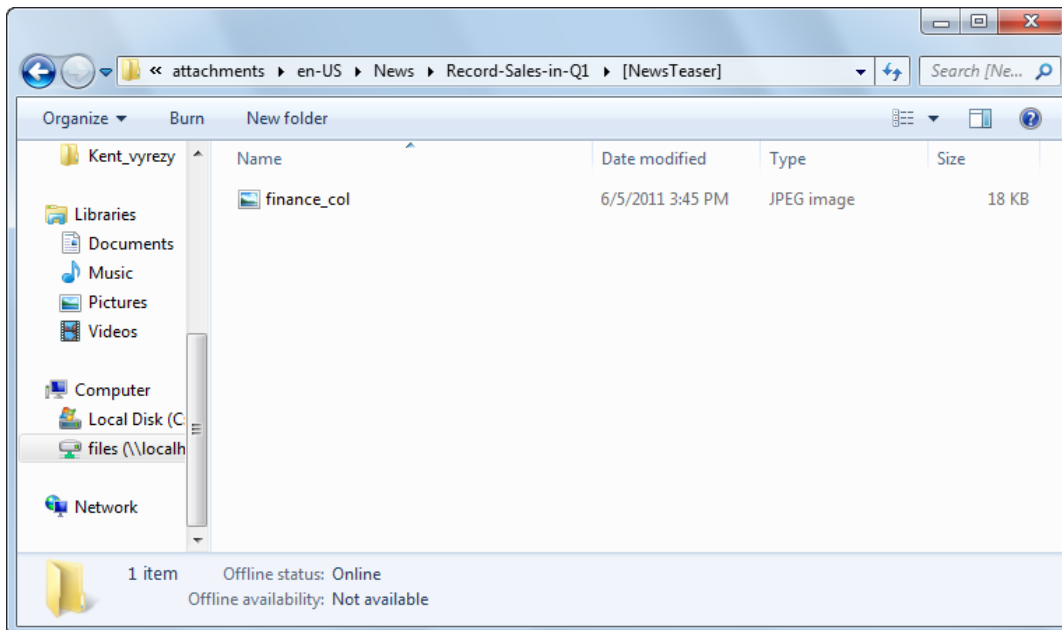 « attachments ▸ en-US ▸ News ▸ Record-Sales-in-Q1 ▸ [NewsTeaser]
Search [Ne...
Organize
Burn
New folder
Kent_vyrezy
Libraries
Documents
Music
Pictures
Videos
Computer
Local Disk (C:
files (\\localh
Network
Name
Date modified
Type
Size
finance_col
6/5/2011 3:45 PM
JPEG image
18 KB
1 item
Offline status: Online
Offline availability: Not available